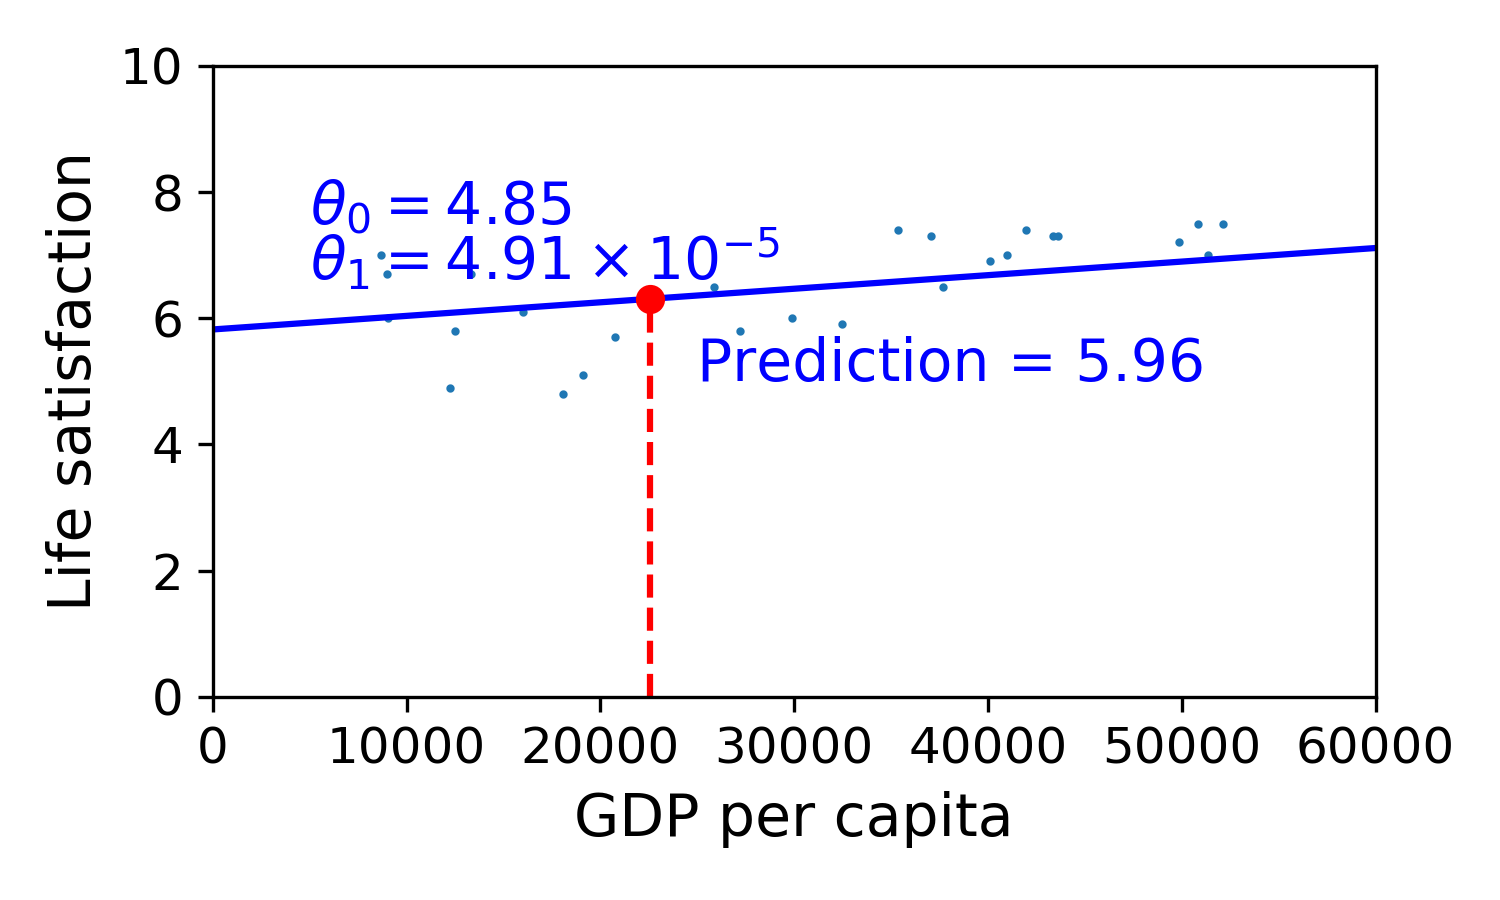 10
8
6
4
2
0
Life satisfaction
θ₀ = 4.85
θ₁ = 4.91 × 10⁻⁵
Prediction = 5.96
0 10000 20000 30000 40000 50000 60000
GDP per capita